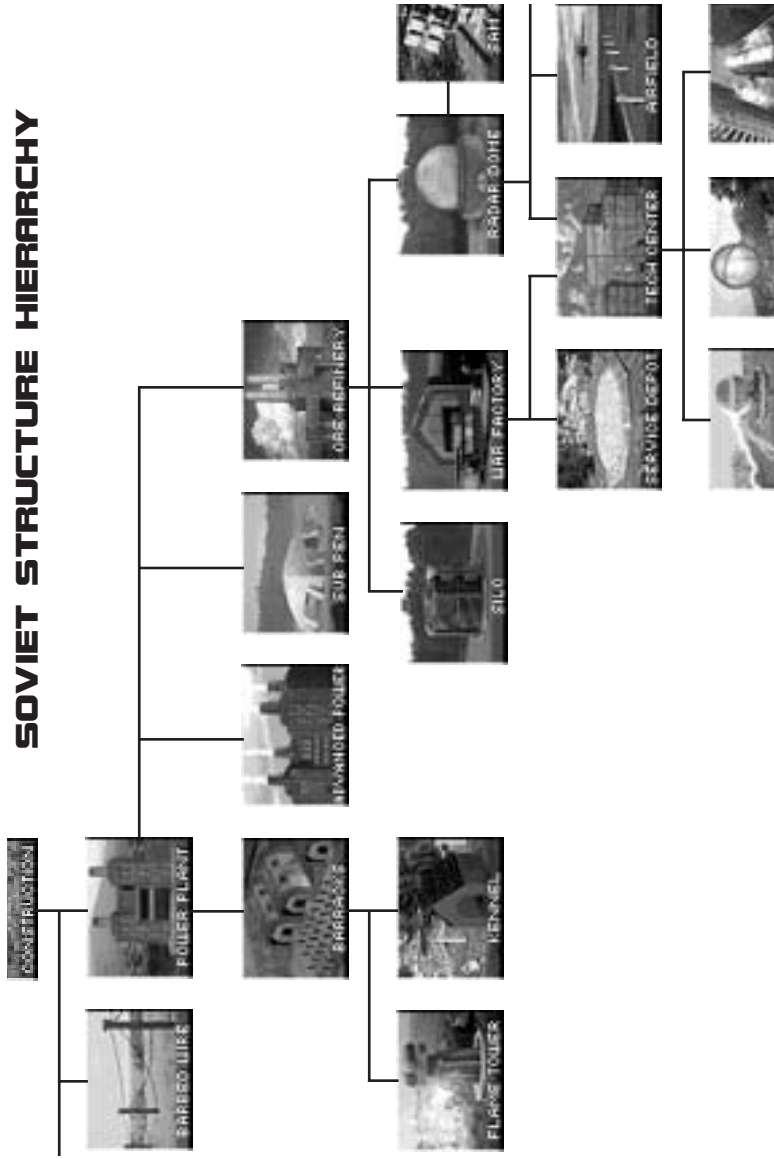 SOVIET STRUCTURE HIERARCHY
CONSTRUCTION
BARBED WIRE
POWER PLANT
BARRACKS
ADVANCED POWER
SUB PEN
ORE REFINERY
FLAME TOWER
KENNEL
SILO
WAR FACTORY
RADAR DOME
SAM
SERVICE DEPOT
TECH CENTER
AIRFIELD